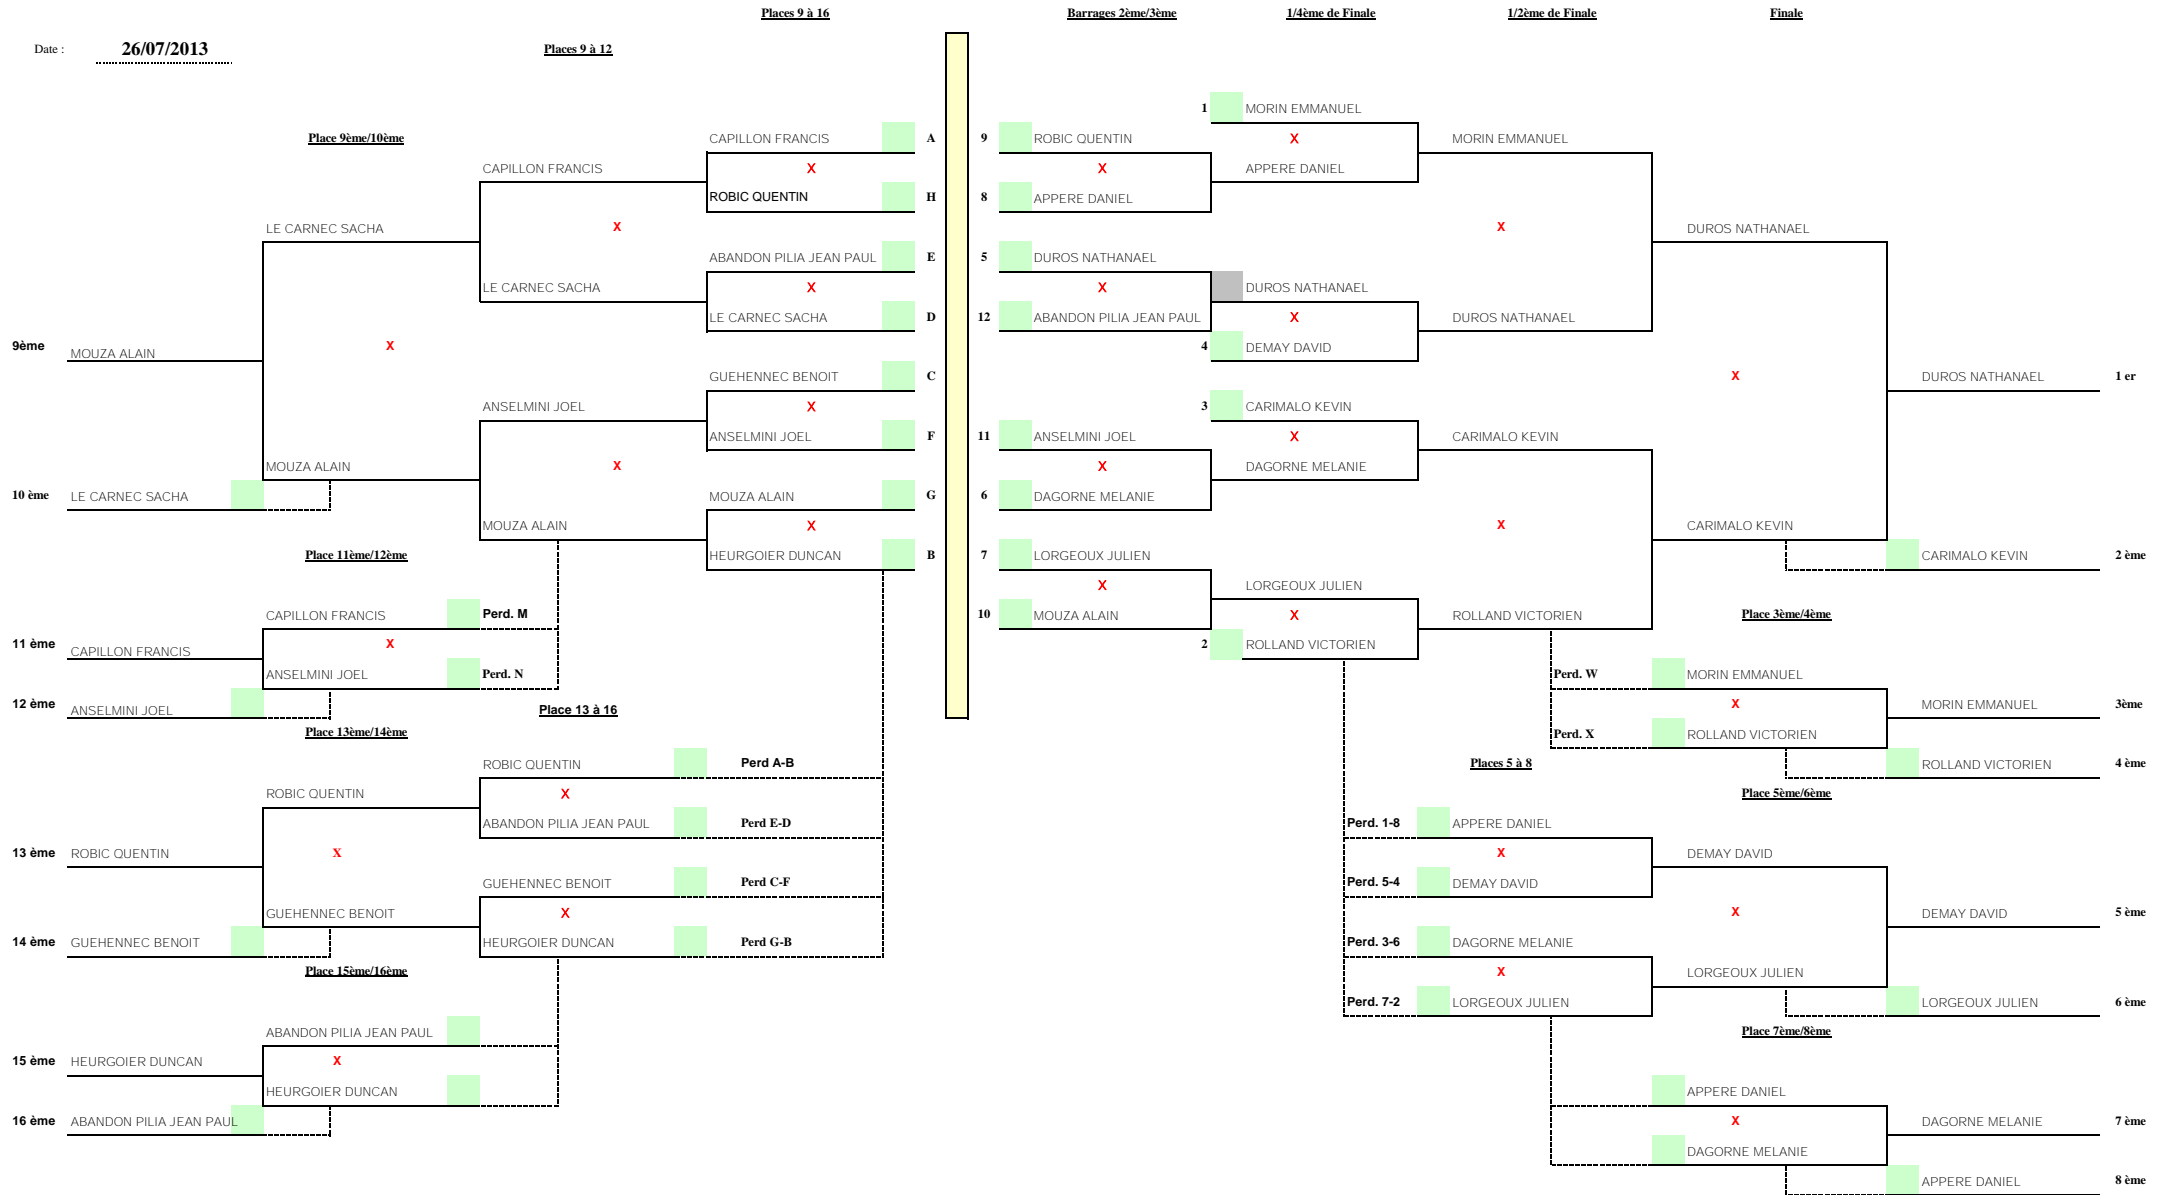 Places 9 à 16 Barrages 2ème/3ème 1/4ème de Finale 1/2ème de Finale Finale
Date : 26/07/2013 Places 9 à 12
1 MORIN EMMANUEL
Place 9ème/10ème CAPILLON FRANCIS A 9 ROBIC QUENTIN X MORIN EMMANUEL
CAPILLON FRANCIS X X APPERE DANIEL
ROBIC QUENTIN H 8 APPERE DANIEL
LE CARNEC SACHA X X DUROS NATHANAEL
ABANDON PILIA JEAN PAUL E 5 DUROS NATHANAEL
LE CARNEC SACHA X X DUROS NATHANAEL
LE CARNEC SACHA D 12 ABANDON PILIA JEAN PAUL X DUROS NATHANAEL
9ème MOUZA ALAIN X 4 DEMAY DAVID
GUEHENNEC BENOIT C X DUROS NATHANAEL 1 er
ANSELMINI JOEL X 3 CARIMALO KEVIN
ANSELMINI JOEL F 11 ANSELMINI JOEL X CARIMALO KEVIN
MOUZA ALAIN X X DAGORNE MELANIE
10 ème LE CARNEC SACHA MOUZA ALAIN G 6 DAGORNE MELANIE
MOUZA ALAIN X X CARIMALO KEVIN
Place 11ème/12ème HEURGOIER DUNCAN B 7 LORGEOUX JULIEN CARIMALO KEVIN 2 ème
X LORGEOUX JULIEN
CAPILLON FRANCIS Perd. M 10 MOUZA ALAIN X ROLLAND VICTORIEN Place 3ème/4ème
11 ème CAPILLON FRANCIS X 2 ROLLAND VICTORIEN
ANSELMINI JOEL Perd. N Perd. W MORIN EMMANUEL
12 ème ANSELMINI JOEL Place 13 à 16 X MORIN EMMANUEL 3ème
Place 13ème/14ème Perd. X ROLLAND VICTORIEN
ROBIC QUENTIN Perd A-B Places 5 à 8 ROLLAND VICTORIEN 4 ème
ROBIC QUENTIN X Place 5ème/6ème
ABANDON PILIA JEAN PAUL Perd E-D Perd. 1-8 APPERE DANIEL
13 ème ROBIC QUENTIN X X DEMAY DAVID
GUEHENNEC BENOIT Perd C-F Perd. 5-4 DEMAY DAVID
GUEHENNEC BENOIT X X DEMAY DAVID 5 ème
14 ème GUEHENNEC BENOIT HEURGOIER DUNCAN Perd G-B Perd. 3-6 DAGORNE MELANIE
Place 15ème/16ème X LORGEOUX JULIEN
Perd. 7-2 LORGEOUX JULIEN LORGEOUX JULIEN 6 ème
ABANDON PILIA JEAN PAUL Place 7ème/8ème
15 ème HEURGOIER DUNCAN X
HEURGOIER DUNCAN APPERE DANIEL
16 ème ABANDON PILIA JEAN PAUL X DAGORNE MELANIE 7 ème
DAGORNE MELANIE
APPERE DANIEL 8 ème